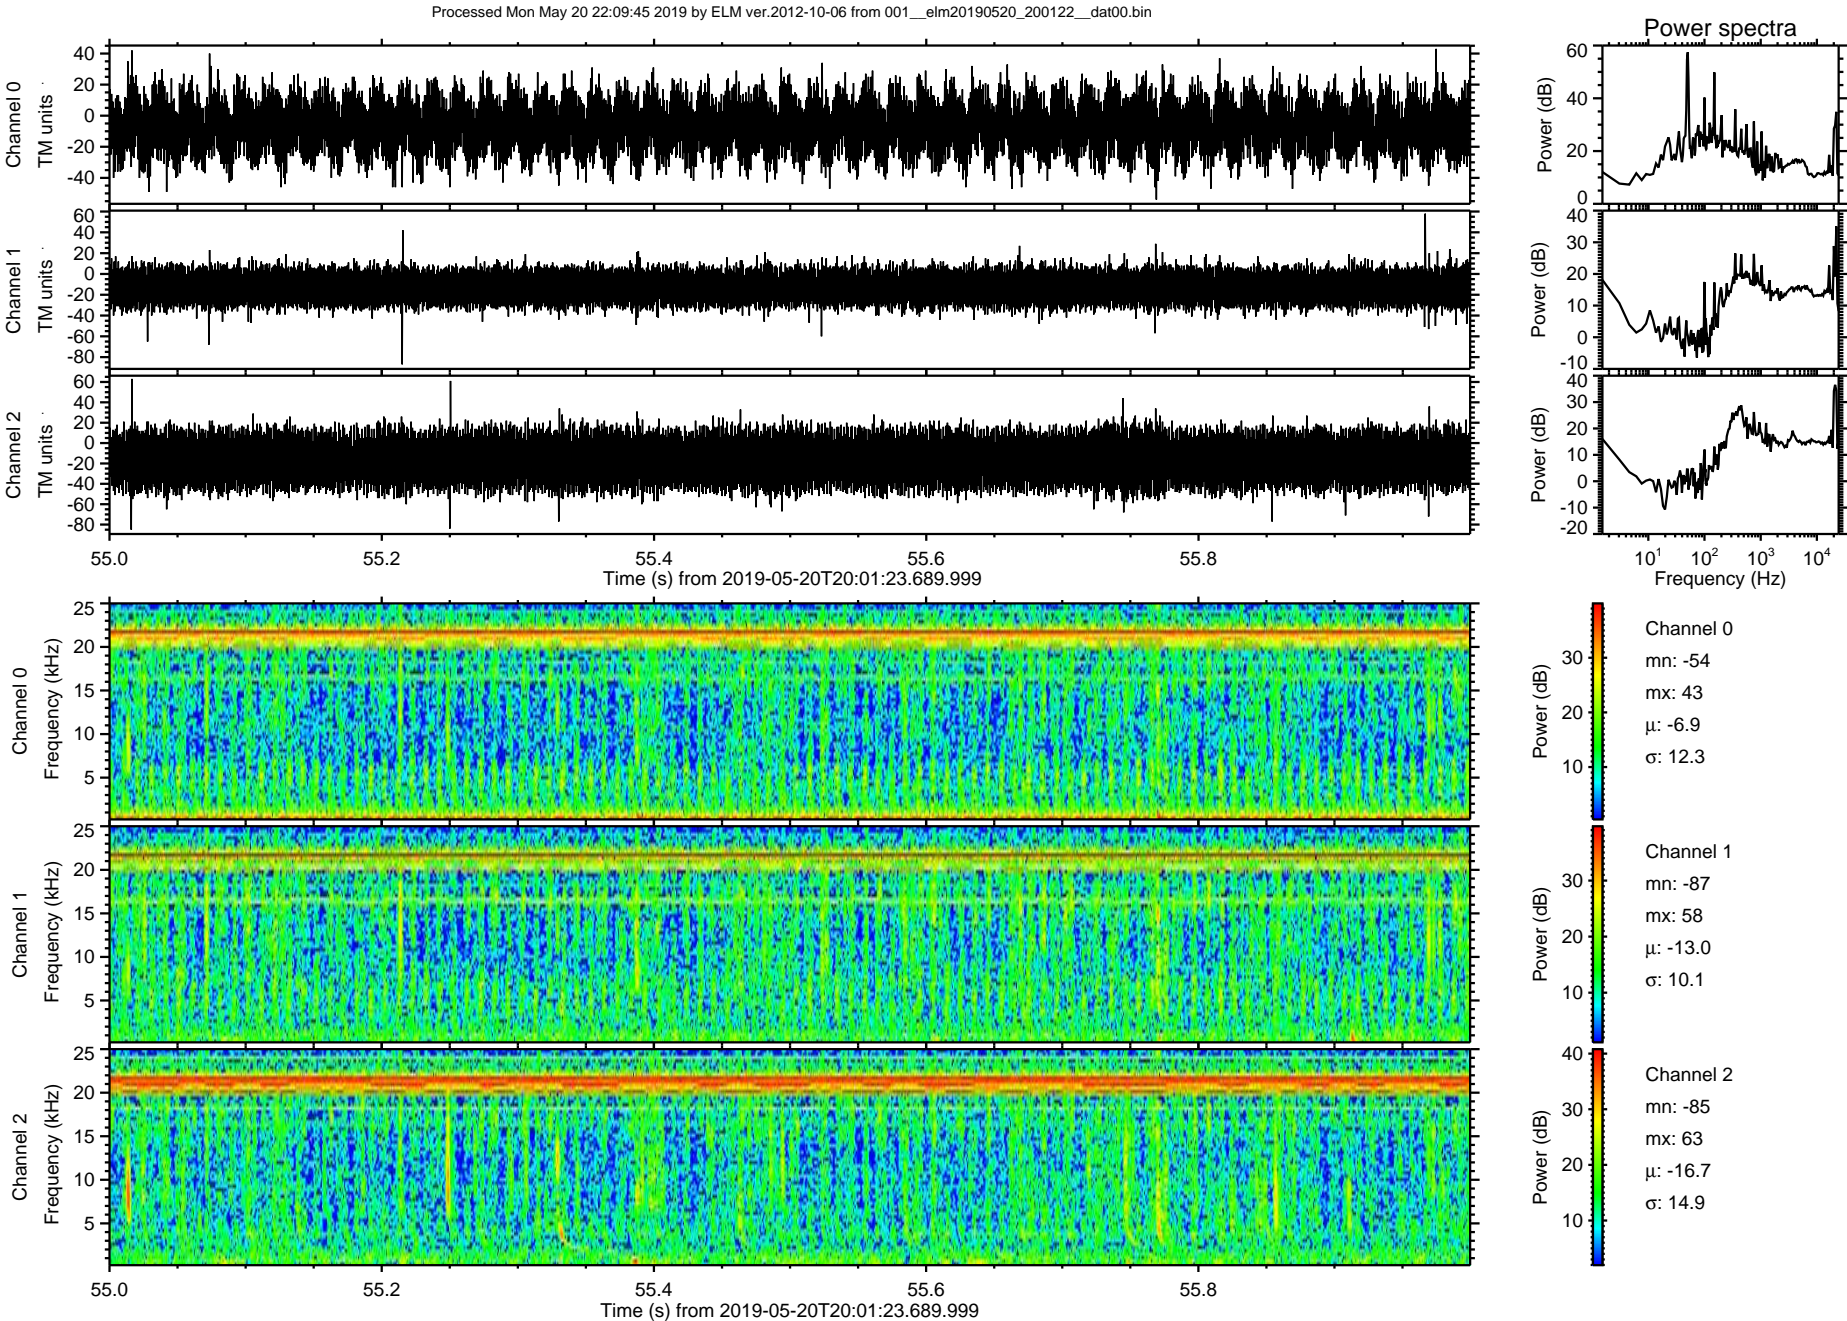 Processed Mon May 20 22:09:45 2019 by ELM ver.2012-10-06 from 001__elm20190520_200122__dat00.bin
Power spectra
Channel 0
TM units
40
20
0
-20
-40
Power (dB)
60
40
20
0
Channel 1
TM units
60
40
20
0
-20
-40
-60
-80
Power (dB)
40
30
20
10
0
-10
Channel 2
TM units
60
40
20
0
-20
-40
-60
-80
Power (dB)
40
30
20
10
0
-10
-20
55.0 55.2 55.4 55.6 55.8
Time (s) from 2019-05-20T20:01:23.689.999
10^1 10^2 10^3 10^4
Frequency (Hz)
Channel 0
Frequency (kHz)
25
20
15
10
5
Power (dB)
30
20
10
Channel 0
mn: -54
mx: 43
μ: -6.9
σ: 12.3
Channel 1
Frequency (kHz)
25
20
15
10
5
Power (dB)
30
20
10
Channel 1
mn: -87
mx: 58
μ: -13.0
σ: 10.1
Channel 2
Frequency (kHz)
25
20
15
10
5
Power (dB)
40
30
20
10
Channel 2
mn: -85
mx: 63
μ: -16.7
σ: 14.9
55.0 55.2 55.4 55.6 55.8
Time (s) from 2019-05-20T20:01:23.689.999